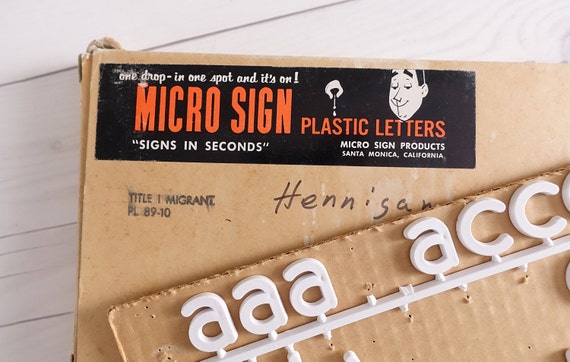 one drop-in one spot and it's on!
MICRO SIGN PLASTIC LETTERS
"SIGNS IN SECONDS"
MICRO SIGN PRODUCTS
SANTA MONICA, CALIFORNIA
TITLE I MIGRANT
PL 89-10
Hennigan
acc
aaa